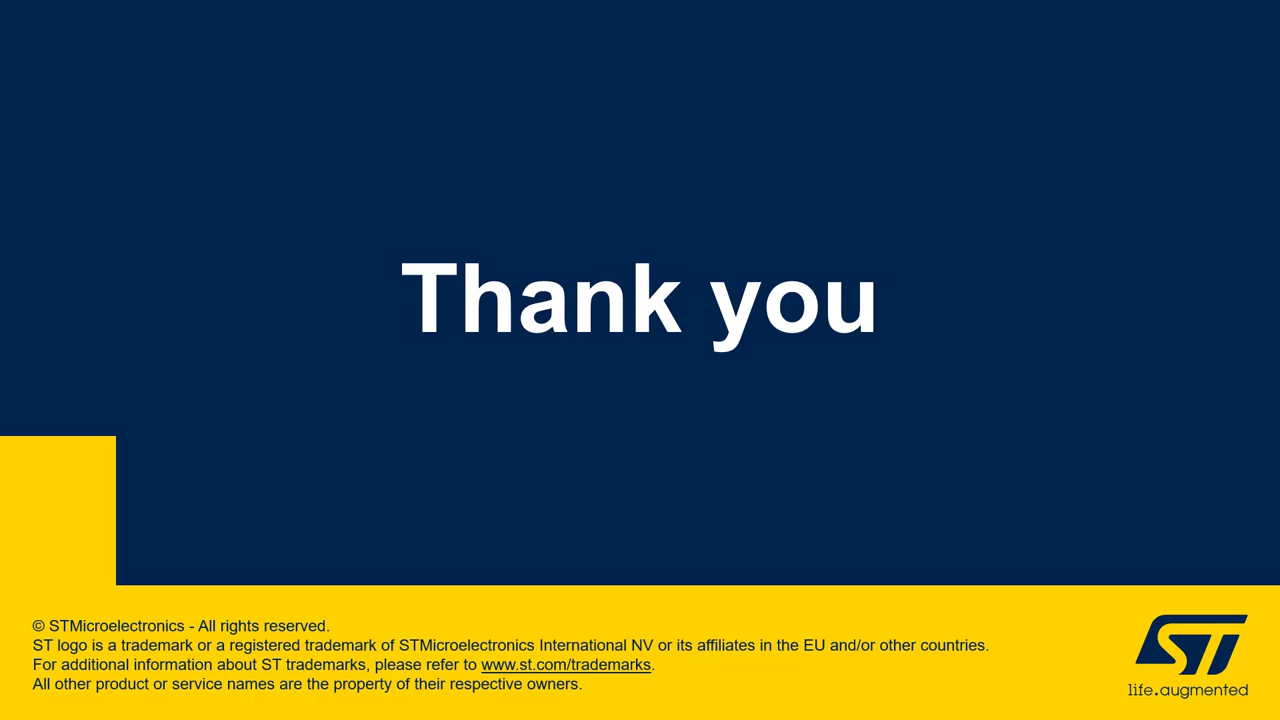 Thank you
© STMicroelectronics - All rights reserved.
ST logo is a trademark or a registered trademark of STMicroelectronics International NV or its affiliates in the EU and/or other countries.
For additional information about ST trademarks, please refer to www.st.com/trademarks.
All other product or service names are the property of their respective owners.
ST
life.augmented